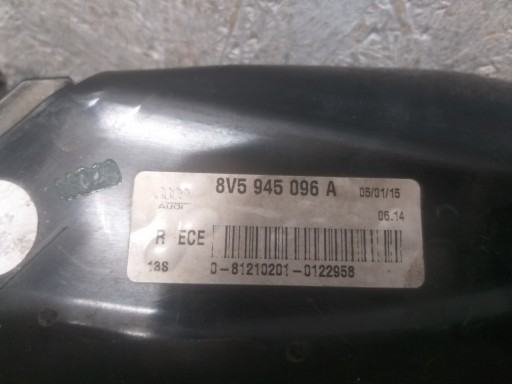 8V5 945 096 A 05/01/15
AUDI 06.14
R ECE
18S 0-81210201-0122958